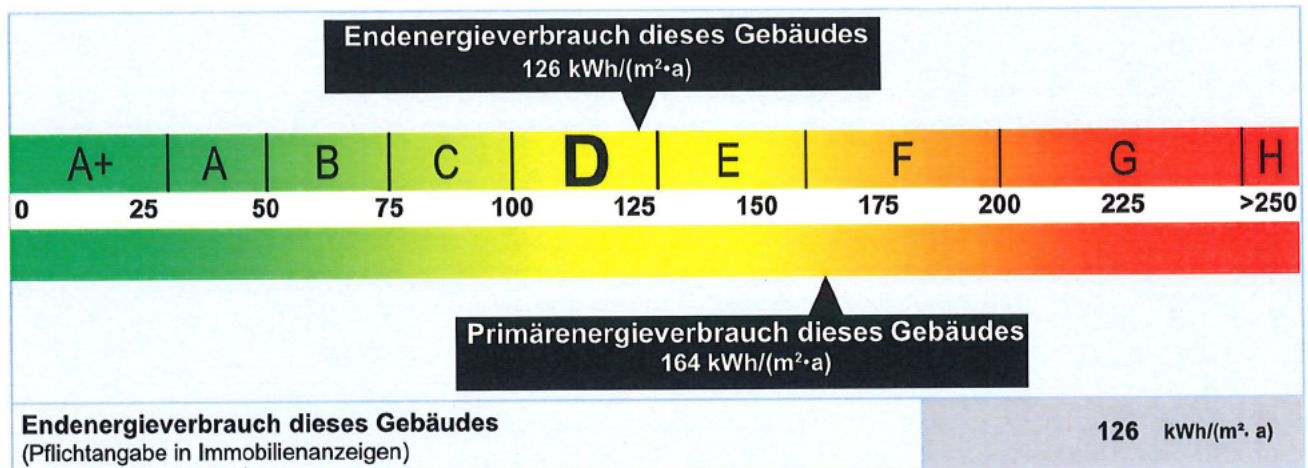 Endenergieverbrauch dieses Gebäudes
126 kWh/(m²·a)
A+ A B C D E F G H
0 25 50 75 100 125 150 175 200 225 >250
Primärenergieverbrauch dieses Gebäudes
164 kWh/(m²·a)
Endenergieverbrauch dieses Gebäudes 126 kWh/(m²· a)
(Pflichtangabe in Immobilienanzeigen)